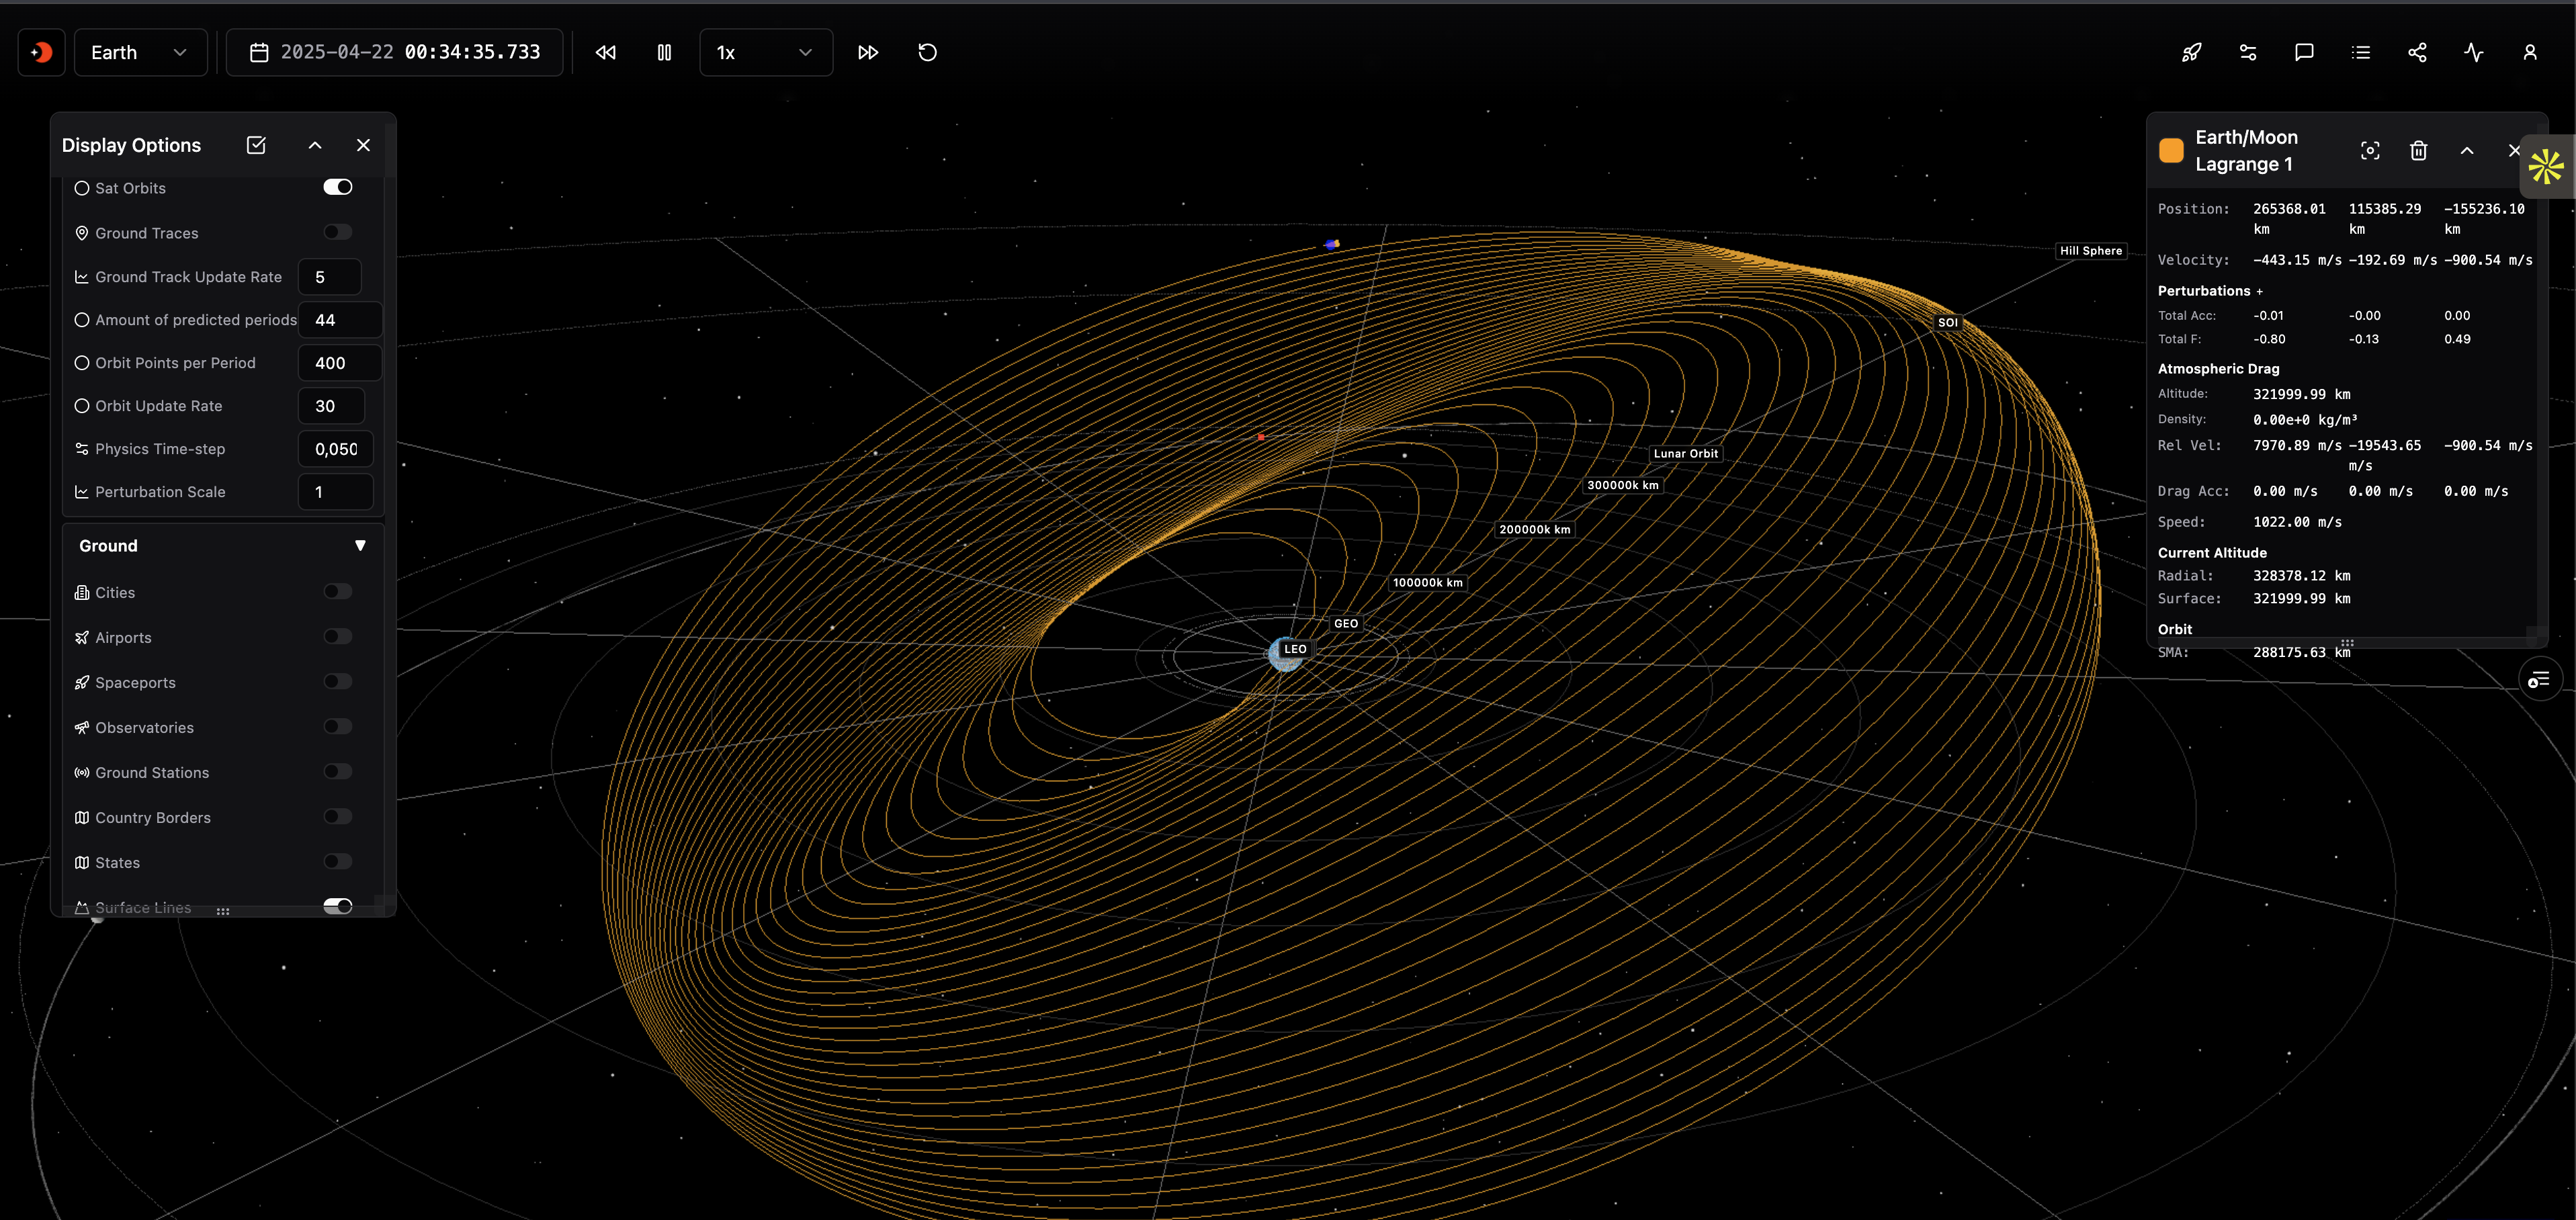 Earth
2025-04-22 00:34:35.733
1x
Display Options
Sat Orbits
Ground Traces
Ground Track Update Rate 5
Amount of predicted periods 44
Orbit Points per Period 400
Orbit Update Rate 30
Physics Time-step 0,050
Perturbation Scale 1
Ground
Cities
Airports
Spaceports
Observatories
Ground Stations
Country Borders
States
Surface Lines
Hill Sphere
SOI
Lunar Orbit
300000k km
200000k km
100000k km
GEO
LEO
Earth/Moon
Lagrange 1
Position: 265368.01 115385.29 -155236.10
km km km
Velocity: -443.15 m/s -192.69 m/s -900.54 m/s
Perturbations +
Total Acc: -0.01 -0.00 0.00
Total F: -0.80 -0.13 0.49
Atmospheric Drag
Altitude: 321999.99 km
Density: 0.00e+0 kg/m³
Rel Vel: 7970.89 m/s -19543.65 -900.54 m/s
m/s
Drag Acc: 0.00 m/s 0.00 m/s 0.00 m/s
Speed: 1022.00 m/s
Current Altitude
Radial: 328378.12 km
Surface: 321999.99 km
Orbit
SMA: 288175.63 km